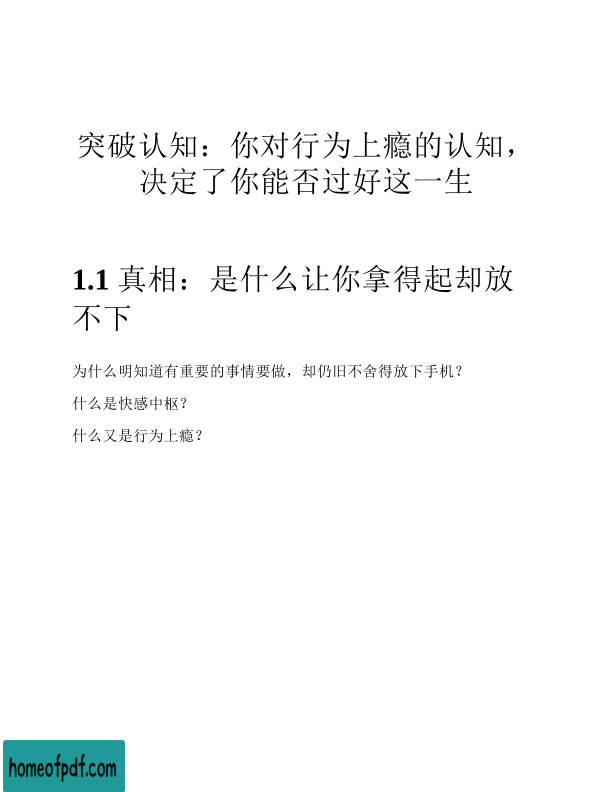 突破认知：你对行为上瘾的认知，
决定了你能否过好这一生
1.1 真相：是什么让你拿得起却放
不下
为什么明知道有重要的事情要做，却仍旧不舍得放下手机？
什么是快感中枢？
什么又是行为上瘾？
homeofpdf.com